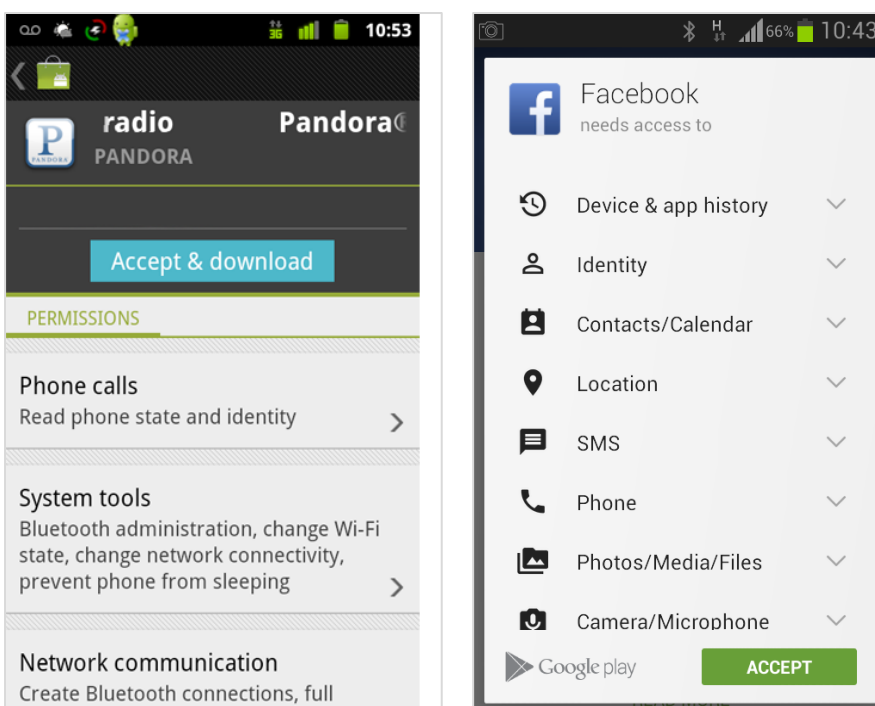 3G
10:53
radio Pandora®
PANDORA
P
PANDORA
Accept & download
PERMISSIONS
Phone calls
Read phone state and identity
System tools
Bluetooth administration, change Wi-Fi
state, change network connectivity,
prevent phone from sleeping
Network communication
Create Bluetooth connections, full
H
66%
10:43
f
Facebook
needs access to
Device & app history
Identity
Contacts/Calendar
Location
SMS
Phone
Photos/Media/Files
Camera/Microphone
Google play
ACCEPT